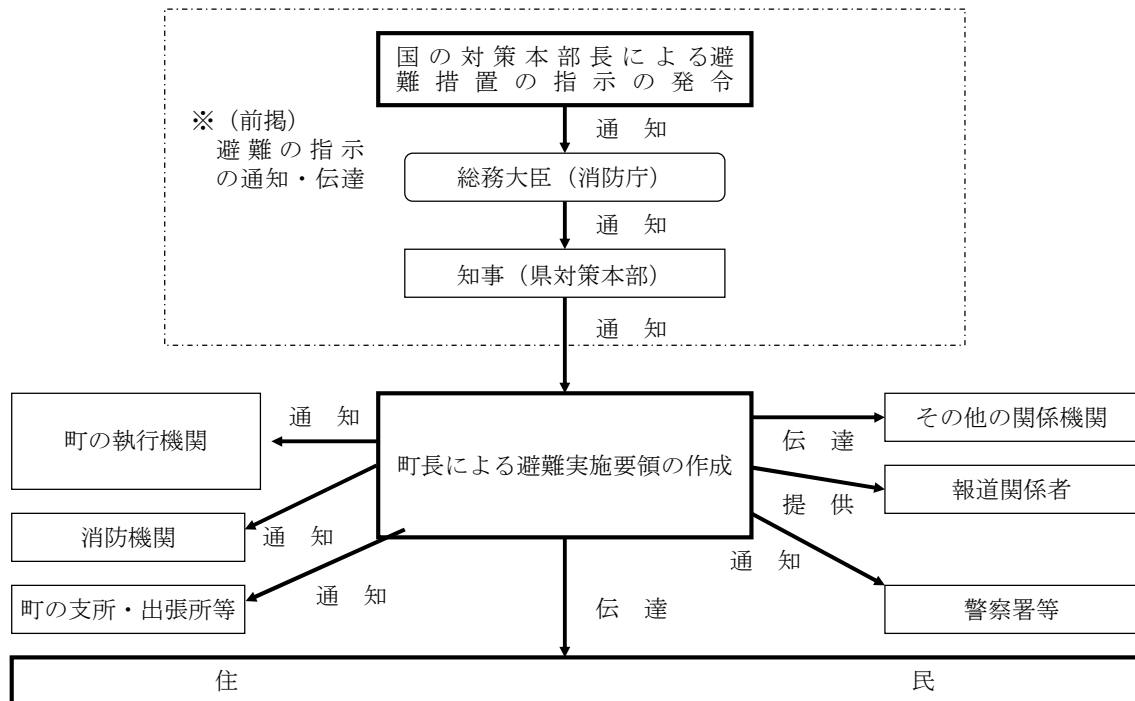 国の対策本部長による避
難措置の指示の発令
※（前掲）
避難の指示
の通知・伝達
通　知
総務大臣（消防庁）
通　知
知事（県対策本部）
通　知
町の執行機関
通　知
町長による避難実施要領の作成
その他の関係機関
伝　達
報道関係者
提　供
消防機関
通　知
通　知
町の支所・出張所等
通　知
伝　達
警察署等
住　民